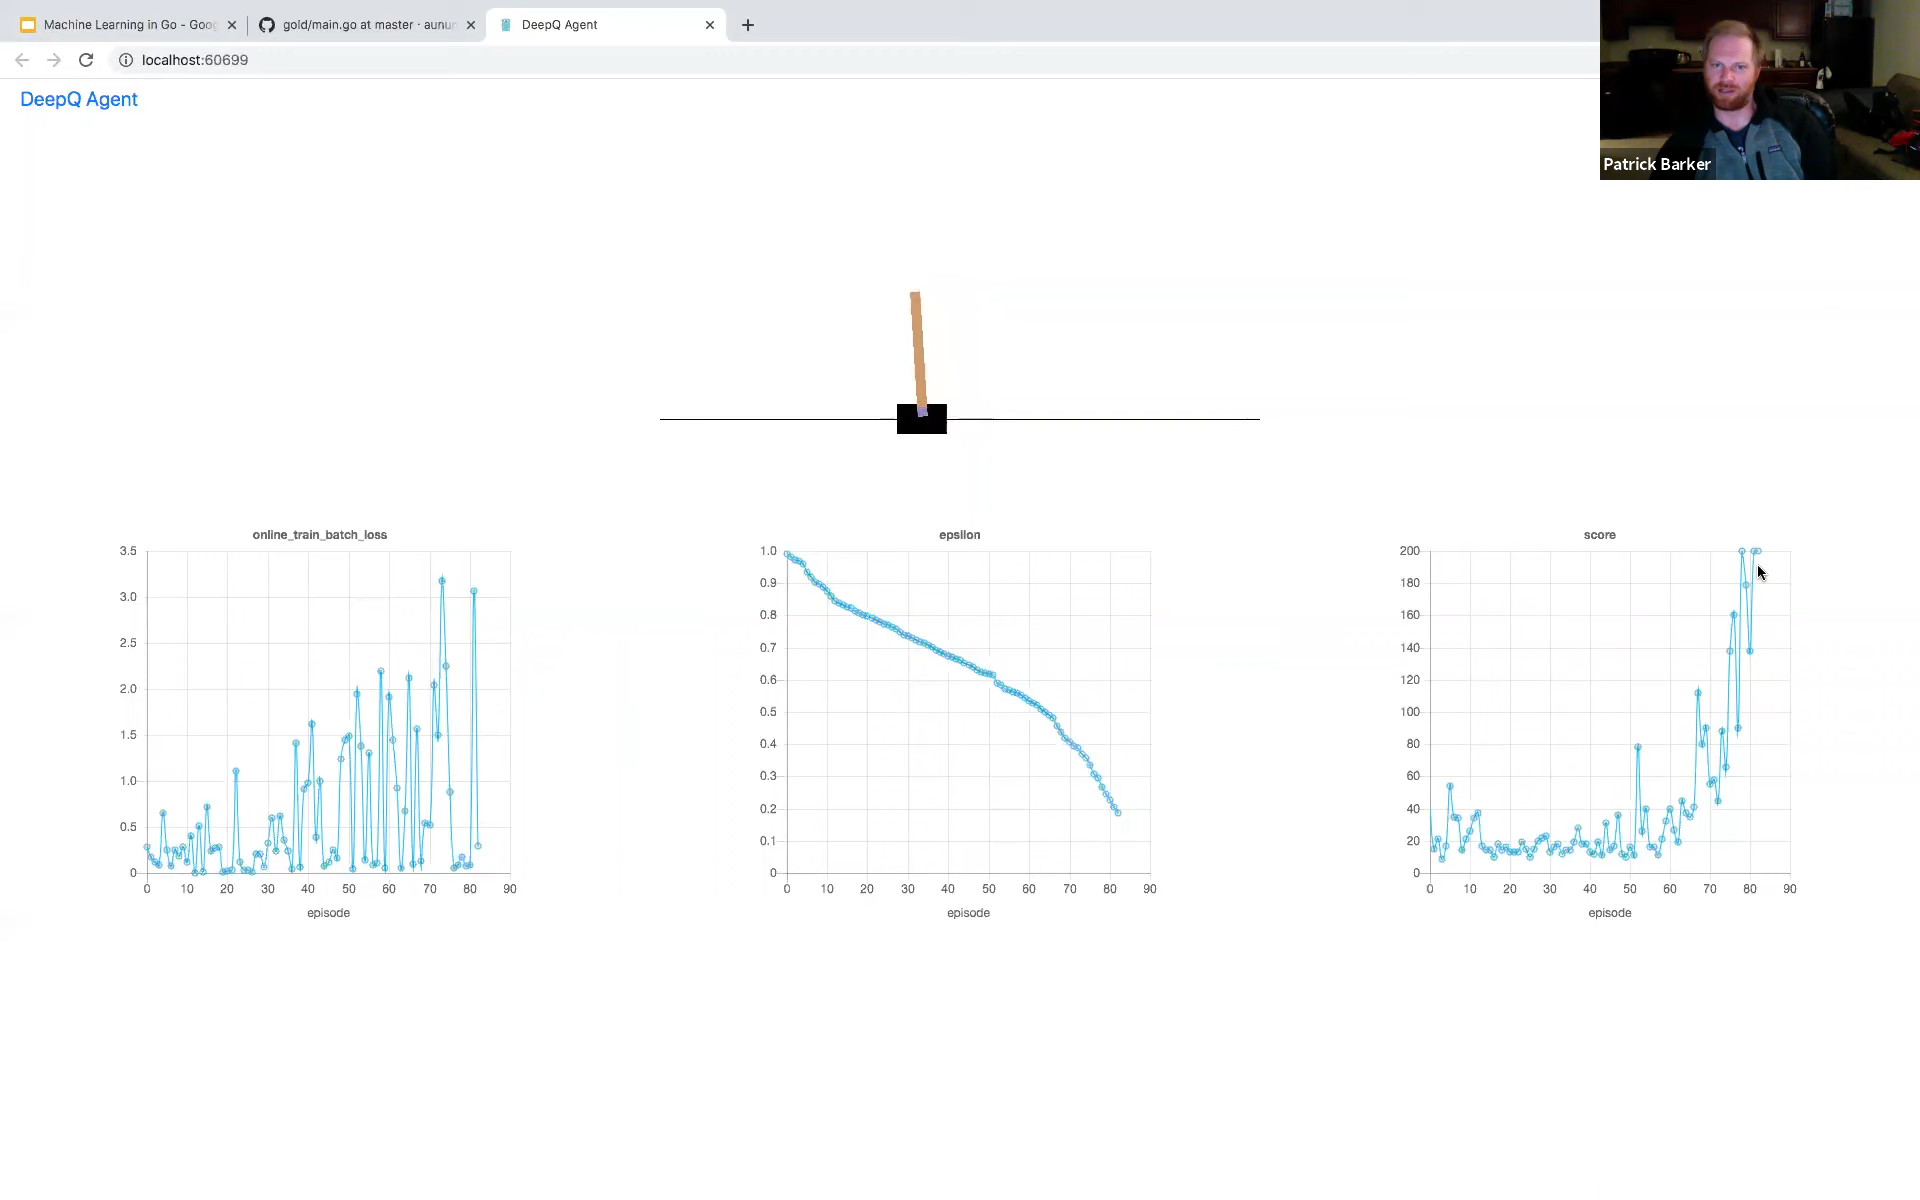 Machine Learning in Go - Goo
gold/main.go at master · aunu
DeepQ Agent
localhost:60699
Patrick Barker
DeepQ Agent
online_train_batch_loss
3.5
3.0
2.5
2.0
1.5
1.0
0.5
0
0 10 20 30 40 50 60 70 80 90
episode
epsilon
1.0
0.9
0.8
0.7
0.6
0.5
0.4
0.3
0.2
0.1
0
0 10 20 30 40 50 60 70 80 90
episode
score
200
180
160
140
120
100
80
60
40
20
0
0 10 20 30 40 50 60 70 80 90
episode